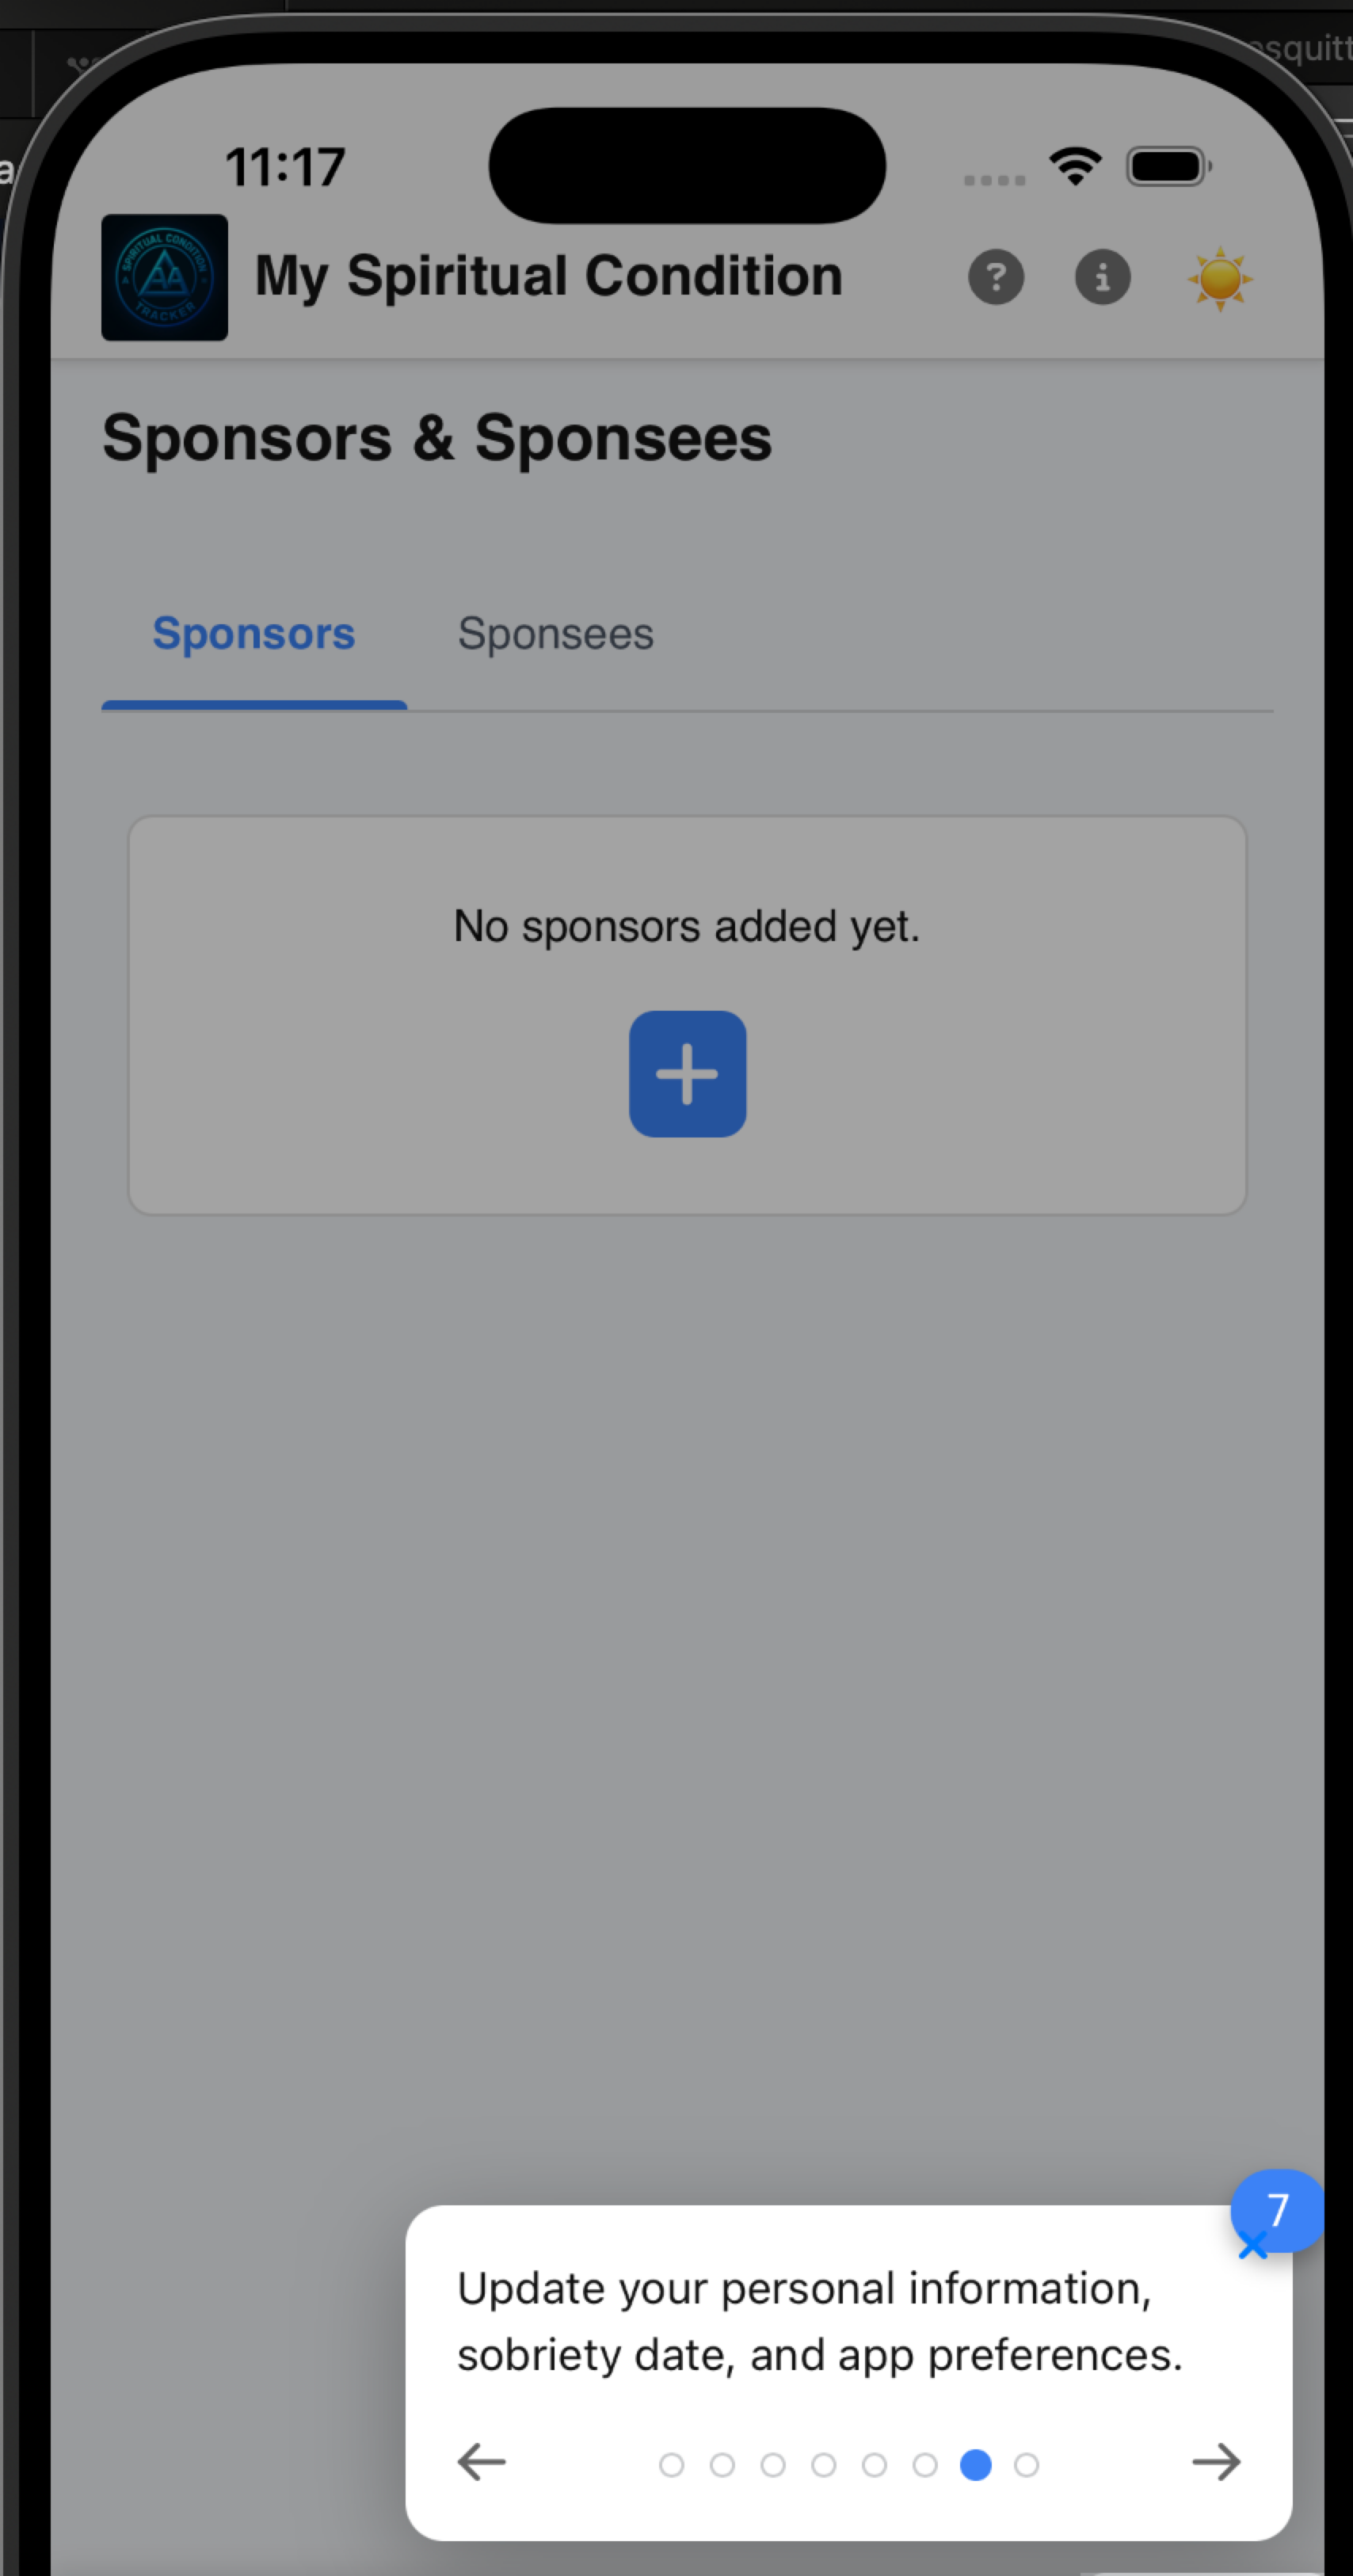 esquitt
a
11:17
SPIRITUAL CONDITION
AA
TRACKER
My Spiritual Condition
?
i
Sponsors & Sponsees
Sponsors
Sponsees
No sponsors added yet.
7
Update your personal information,
sobriety date, and app preferences.